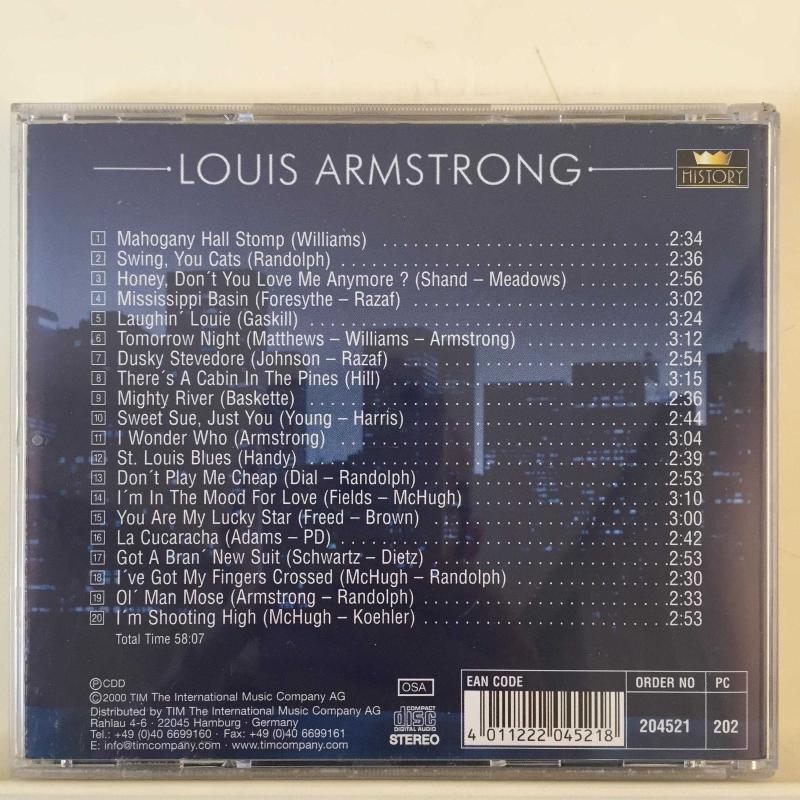 LOUIS ARMSTRONG
HISTORY
1 Mahogany Hall Stomp (Williams) 2:34
2 Swing, You Cats (Randolph) 2:36
3 Honey, Don´t You Love Me Anymore ? (Shand – Meadows) 2:56
4 Mississippi Basin (Foresythe – Razaf) 3:02
5 Laughin´ Louie (Gaskill) 3:24
6 Tomorrow Night (Matthews – Williams – Armstrong) 3:12
7 Dusky Stevedore (Johnson – Razaf) 2:54
8 There´s A Cabin In The Pines (Hill) 3:15
9 Mighty River (Baskette) 2:36
10 Sweet Sue, Just You (Young – Harris) 2:44
11 I Wonder Who (Armstrong) 3:04
12 St. Louis Blues (Handy) 2:39
13 Don´t Play Me Cheap (Dial – Randolph) 2:53
14 I´m In The Mood For Love (Fields – McHugh) 3:10
15 You Are My Lucky Star (Freed – Brown) 3:00
16 La Cucaracha (Adams – PD) 2:42
17 Got A Bran´ New Suit (Schwartz – Dietz) 2:53
18 I´ve Got My Fingers Crossed (McHugh – Randolph) 2:30
19 Ol´ Man Mose (Armstrong – Randolph) 2:33
20 I´m Shooting High (McHugh – Koehler) 2:53
Total Time 58:07
℗CDD
©2000 TIM The International Music Company AG
Distributed by TIM The International Music Company AG
Rahlau 4-6 · 22045 Hamburg · Germany
Tel.: +49 (0)40 6699160 · Fax: +49 (0)40 6699161
E: info@timcompany.com · www.timcompany.com
OSA
COMPACT
disc
DIGITAL AUDIO
STEREO
EAN CODE
4 011222 045218
ORDER NO
204521
PC
202